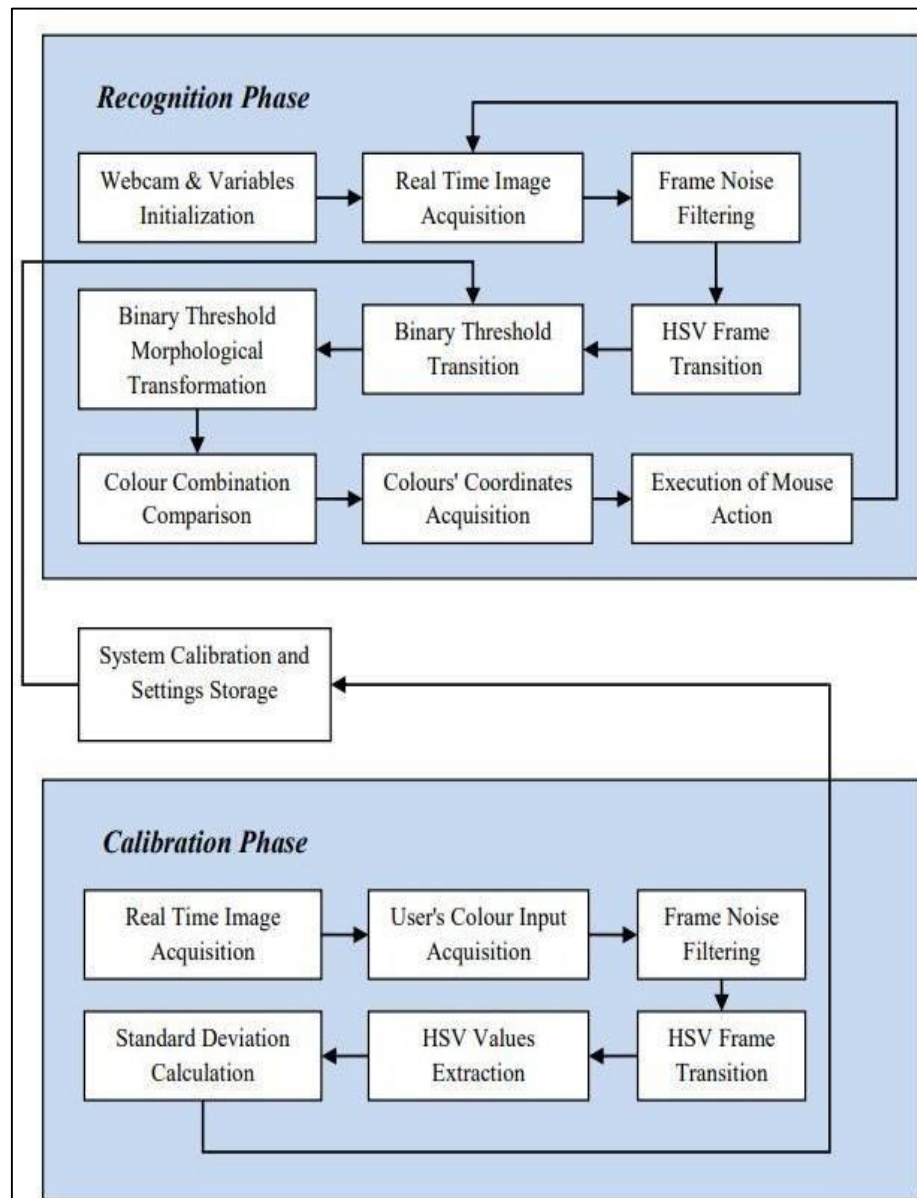 Recognition Phase
Webcam & Variables
Initialization
Real Time Image
Acquisition
Frame Noise
Filtering
Binary Threshold
Morphological
Transformation
Binary Threshold
Transition
HSV Frame
Transition
Colour Combination
Comparison
Colours' Coordinates
Acquisition
Execution of Mouse
Action
System Calibration and
Settings Storage
Calibration Phase
Real Time Image
Acquisition
User's Colour Input
Acquisition
Frame Noise
Filtering
Standard Deviation
Calculation
HSV Values
Extraction
HSV Frame
Transition